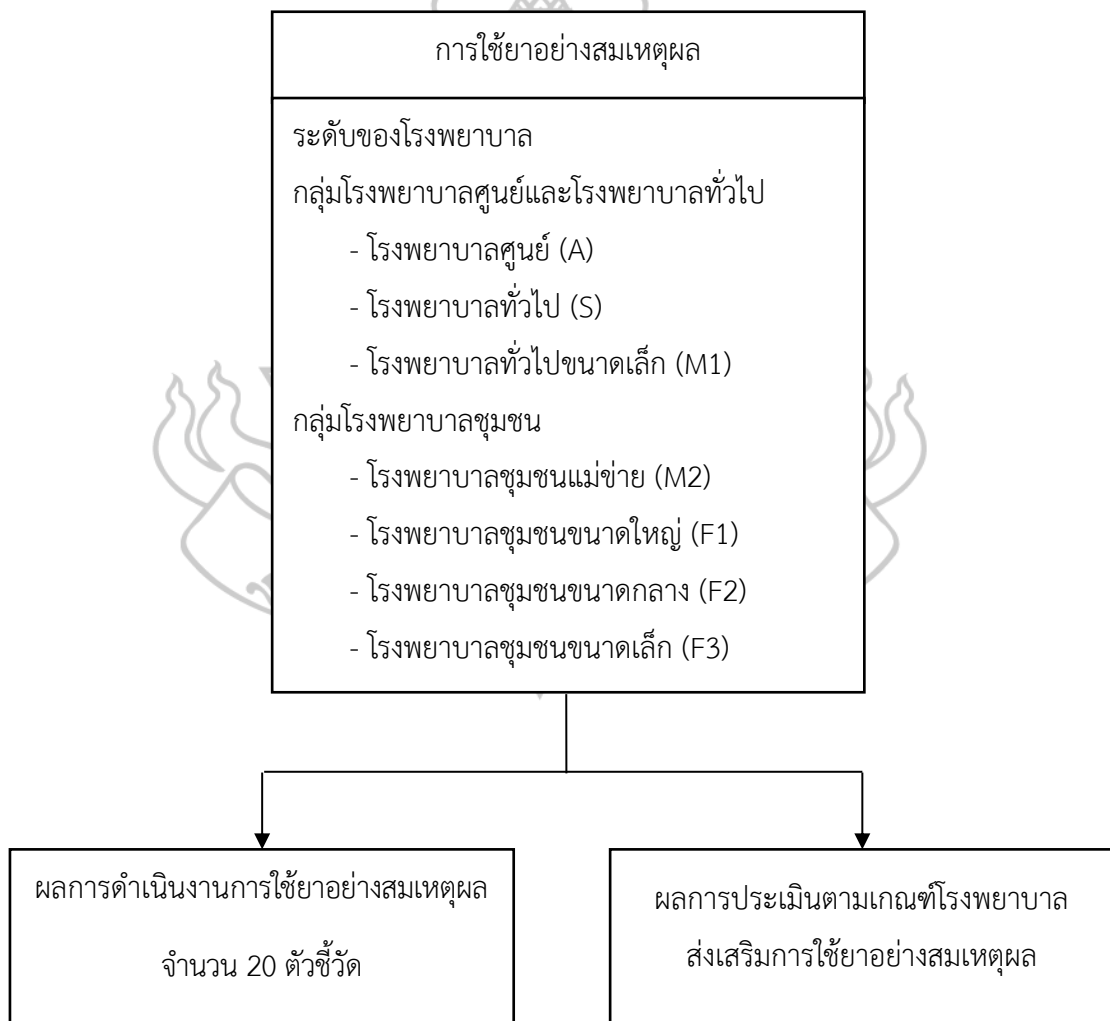 การใช้ยาอย่างสมเหตุผล
ระดับของโรงพยาบาล
กลุ่มโรงพยาบาลศูนย์และโรงพยาบาลทั่วไป
- โรงพยาบาลศูนย์ (A)
- โรงพยาบาลทั่วไป (S)
- โรงพยาบาลทั่วไปขนาดเล็ก (M1)
กลุ่มโรงพยาบาลชุมชน
- โรงพยาบาลชุมชนแม่ข่าย (M2)
- โรงพยาบาลชุมชนขนาดใหญ่ (F1)
- โรงพยาบาลชุมชนขนาดกลาง (F2)
- โรงพยาบาลชุมชนขนาดเล็ก (F3)
ผลการดำเนินงานการใช้ยาอย่างสมเหตุผล
จำนวน 20 ตัวชี้วัด
ผลการประเมินตามเกณฑ์โรงพยาบาล
ส่งเสริมการใช้ยาอย่างสมเหตุผล